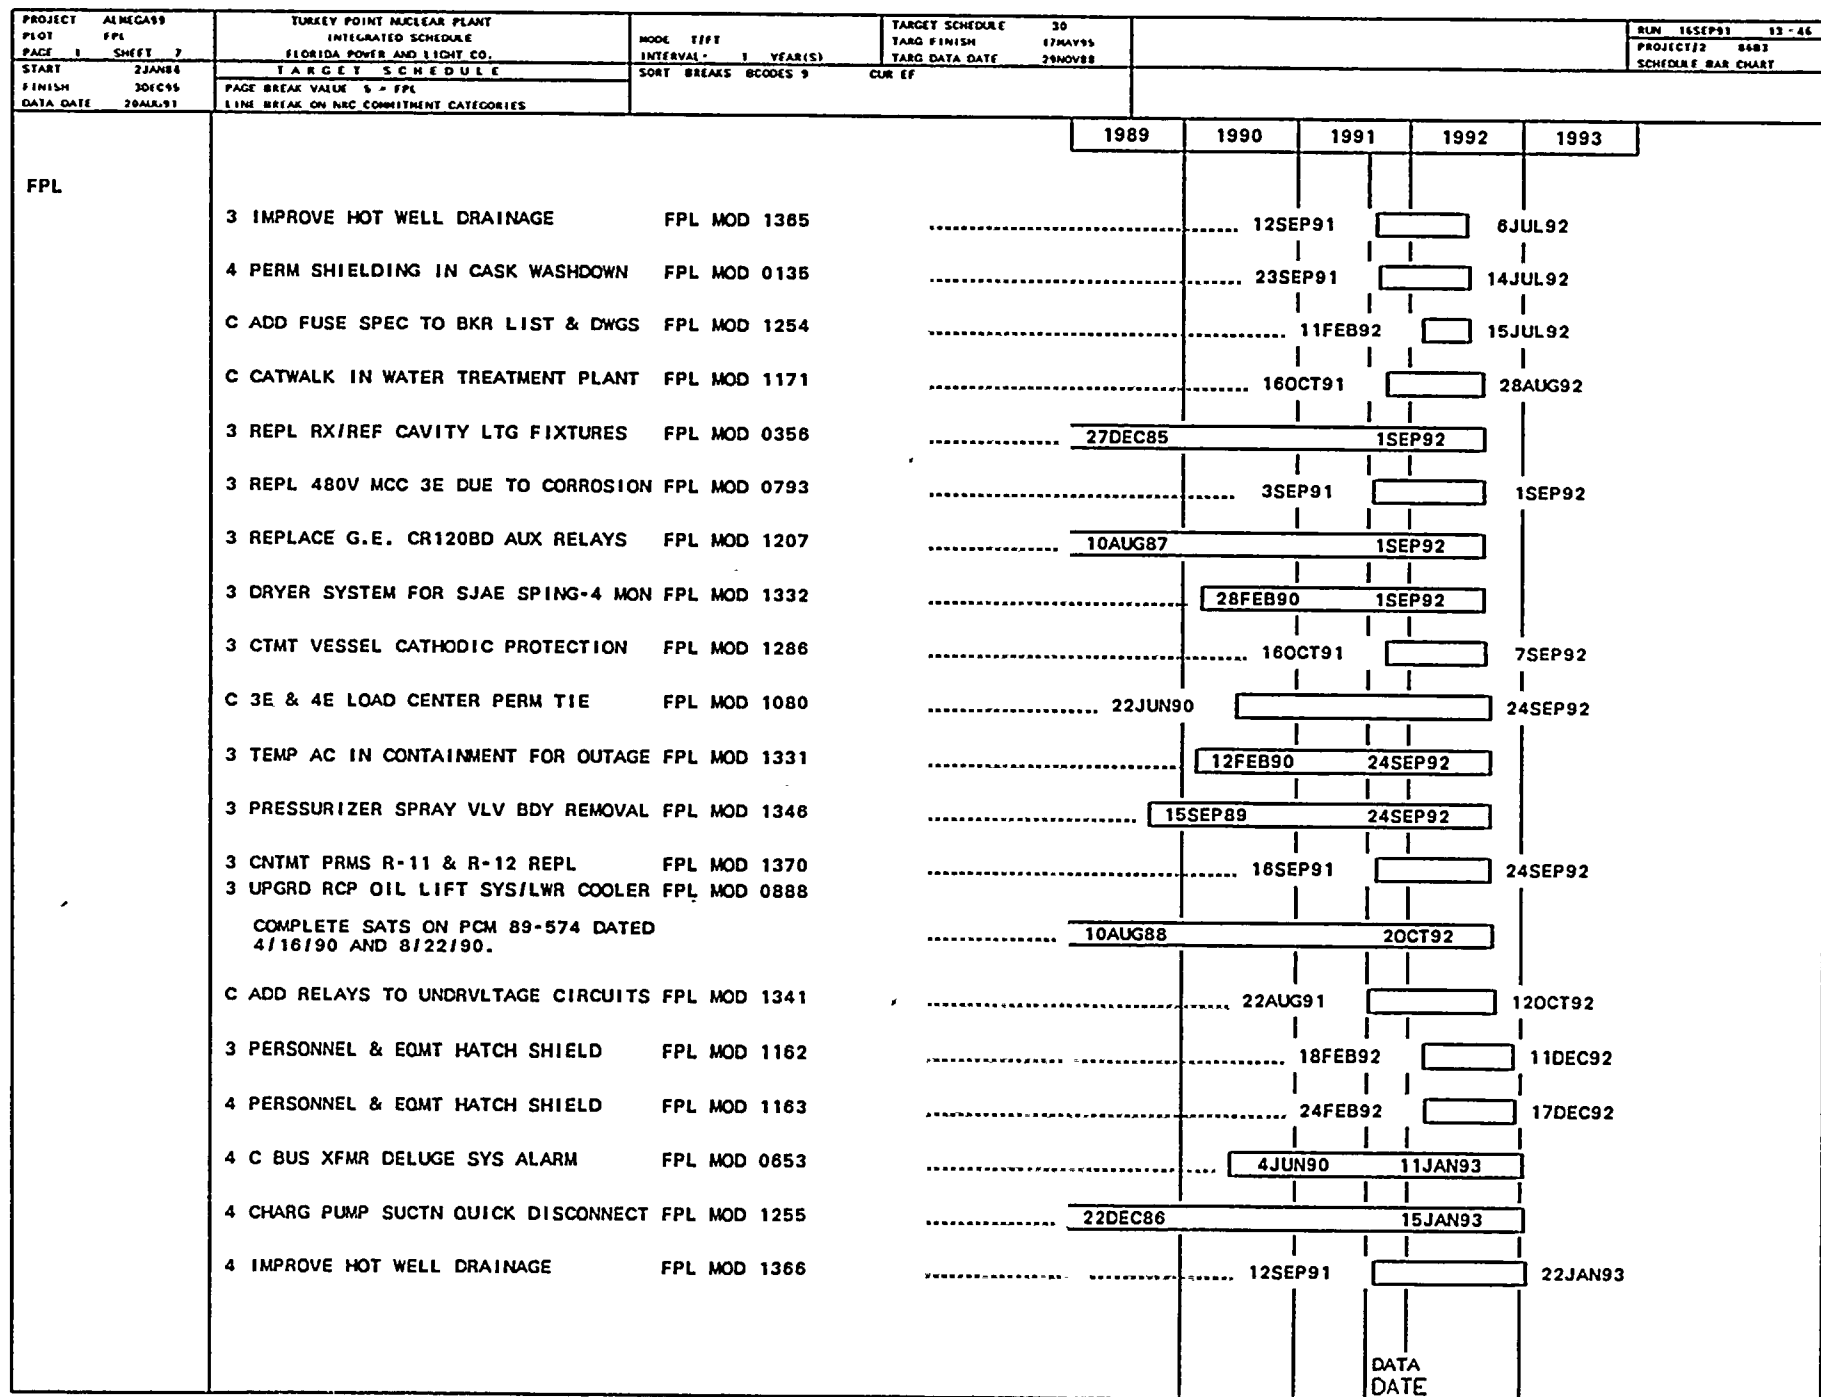 PROJECT ALMEGA99
PLOT FPL
PAGE 1 SHEET 7
START 2JAN84
FINISH 3DEC95
DATA DATE 20AUG91
TURKEY POINT NUCLEAR PLANT
INTEGRATED SCHEDULE
FLORIDA POWER AND LIGHT CO.
TARGET SCHEDULE
PAGE BREAK VALUE 5 = FPL
LINE BREAK ON NRC COMMITMENT CATEGORIES
MODE T/FT
INTERVAL- 1 YEAR(S)
SORT BREAKS BCODES 9 CUR EF
TARGET SCHEDULE 30
TARG FINISH 17MAY95
TARG DATA DATE 29NOV88
RUN 16SEP91 13-46
PROJECT/2 8683
SCHEDULE BAR CHART
1989 1990 1991 1992 1993
FPL
3 IMPROVE HOT WELL DRAINAGE FPL MOD 1365 12SEP91 6JUL92
4 PERM SHIELDING IN CASK WASHDOWN FPL MOD 0135 23SEP91 14JUL92
C ADD FUSE SPEC TO BKR LIST & DWGS FPL MOD 1254 11FEB92 15JUL92
C CATWALK IN WATER TREATMENT PLANT FPL MOD 1171 16OCT91 28AUG92
3 REPL RX/REF CAVITY LTG FIXTURES FPL MOD 0356 27DEC85 1SEP92
3 REPL 480V MCC 3E DUE TO CORROSION FPL MOD 0793 3SEP91 1SEP92
3 REPLACE G.E. CR120BD AUX RELAYS FPL MOD 1207 10AUG87 1SEP92
3 DRYER SYSTEM FOR SJAE SPING-4 MON FPL MOD 1332 28FEB90 1SEP92
3 CTMT VESSEL CATHODIC PROTECTION FPL MOD 1286 16OCT91 7SEP92
C 3E & 4E LOAD CENTER PERM TIE FPL MOD 1080 22JUN90 24SEP92
3 TEMP AC IN CONTAINMENT FOR OUTAGE FPL MOD 1331 12FEB90 24SEP92
3 PRESSURIZER SPRAY VLV BDY REMOVAL FPL MOD 1346 15SEP89 24SEP92
3 CNTMT PRMS R-11 & R-12 REPL FPL MOD 1370 16SEP91 24SEP92
3 UPGRD RCP OIL LIFT SYS/LWR COOLER FPL MOD 0888
COMPLETE SATS ON PCM 89-574 DATED
4/16/90 AND 8/22/90. 10AUG88 2OCT92
C ADD RELAYS TO UNDRVLTAGE CIRCUITS FPL MOD 1341 22AUG91 12OCT92
3 PERSONNEL & EQMT HATCH SHIELD FPL MOD 1162 18FEB92 11DEC92
4 PERSONNEL & EQMT HATCH SHIELD FPL MOD 1163 24FEB92 17DEC92
4 C BUS XFMR DELUGE SYS ALARM FPL MOD 0653 4JUN90 11JAN93
4 CHARG PUMP SUCTN QUICK DISCONNECT FPL MOD 1255 22DEC86 15JAN93
4 IMPROVE HOT WELL DRAINAGE FPL MOD 1366 12SEP91 22JAN93
DATA
DATE